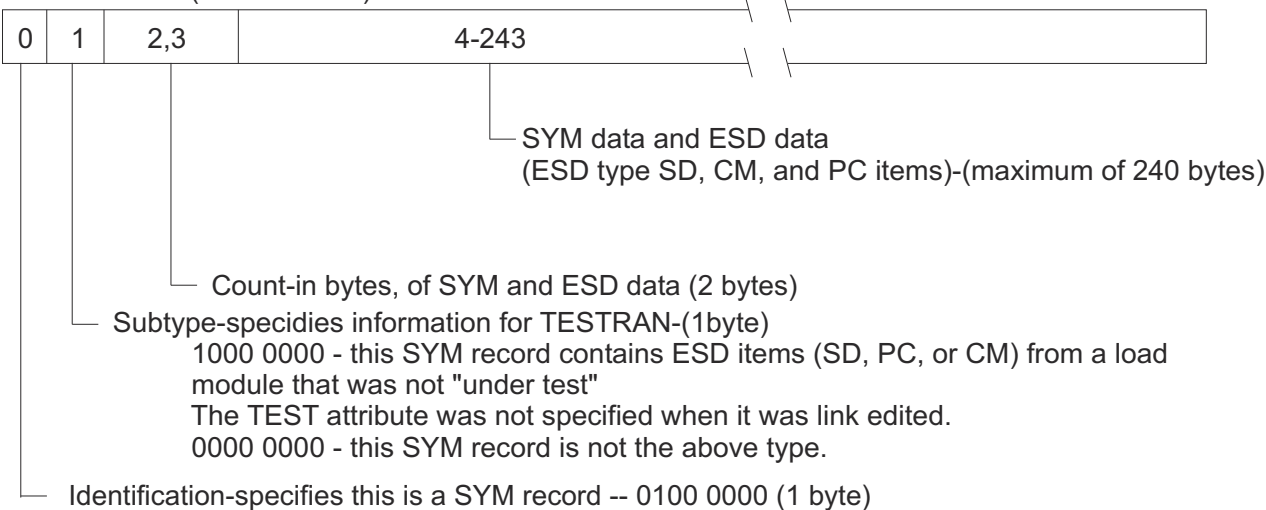 0 1 2,3 4-243
SYM data and ESD data
(ESD type SD, CM, and PC items)-(maximum of 240 bytes)
Count-in bytes, of SYM and ESD data (2 bytes)
Subtype-specidies information for TESTRAN-(1byte)
1000 0000 - this SYM record contains ESD items (SD, PC, or CM) from a load
module that was not "under test"
The TEST attribute was not specified when it was link edited.
0000 0000 - this SYM record is not the above type.
Identification-specifies this is a SYM record -- 0100 0000 (1 byte)